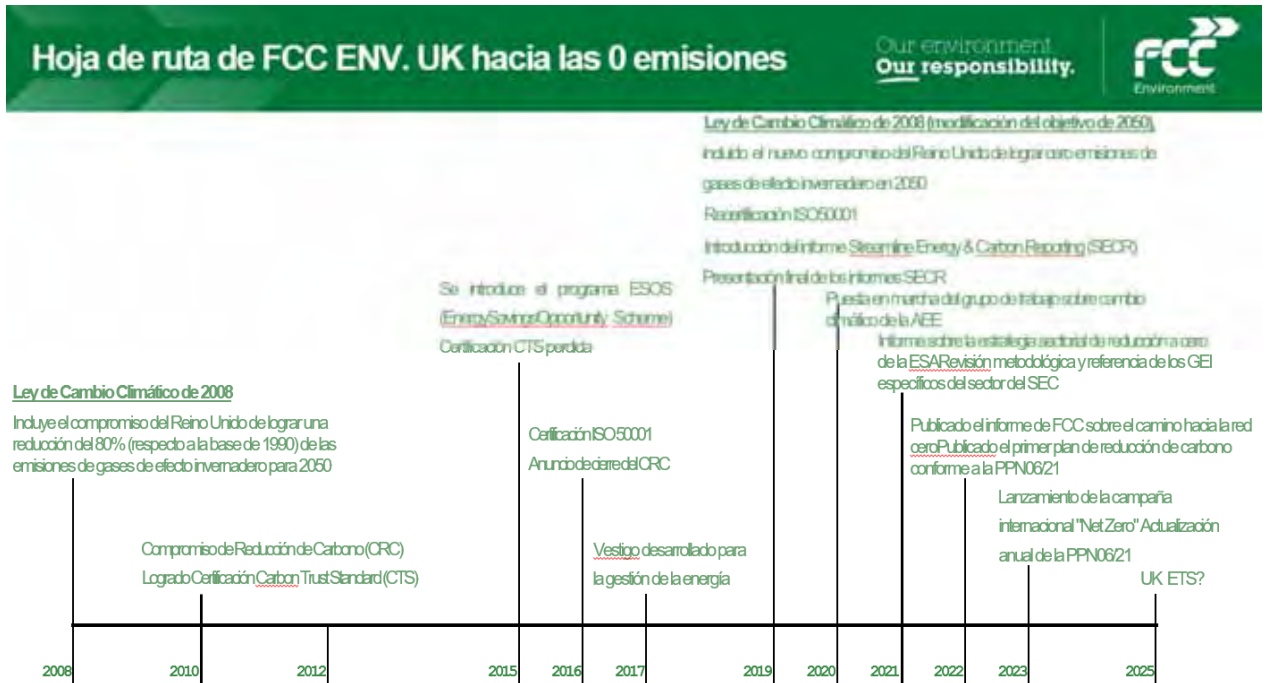 Hoja de ruta de FCC ENV. UK hacia las 0 emisiones
Our environment.
Our responsibility.
FCC
Environment
Ley de Cambio Climático de 2008 (modificación del objetivo de 2050),
incluido el nuevo compromiso del Reino Unido de lograr cero emisiones de
gases de efecto invernadero en 2050
Recertificación ISO 50001
Introducción del informe Streamline Energy & Carbon Reporting (SECR)
Presentación final de los informes SECR
Se introduce el programa ESOS
(EnergySavingsOpportunity Scheme)
Certificación CTS perdida
Puesta en marcha del grupo de trabajo sobre cambio
climático de la AEE
Informe sobre la estrategia sectorial de reducción a cero
de la ESARevisión metodológica y referencia de los GEI
específicos del sector del SEC
Ley de Cambio Climático de 2008
Incluye el compromiso del Reino Unido de lograr una
reducción del 80% (respecto a la base de 1990) de las
emisiones de gases de efecto invernadero para 2050
Certificación ISO 50001
Anuncio de cierre del CRC
Publicado el informe de FCC sobre el camino hacia la red
ceroPublicado el primer plan de reducción de carbono
conforme a la PPN06/21
Lanzamiento de la campaña
internacional "Net Zero" Actualización
anual de la PPN06/21
Compromiso de Reducción de Carbono (CRC)
Logrado Certificación Carbon Trust Standard (CTS)
Vestigo desarrollado para
la gestión de la energía
UK ETS?
2008 2010 2012 2015 2016 2017 2019 2020 2021 2022 2023 2025